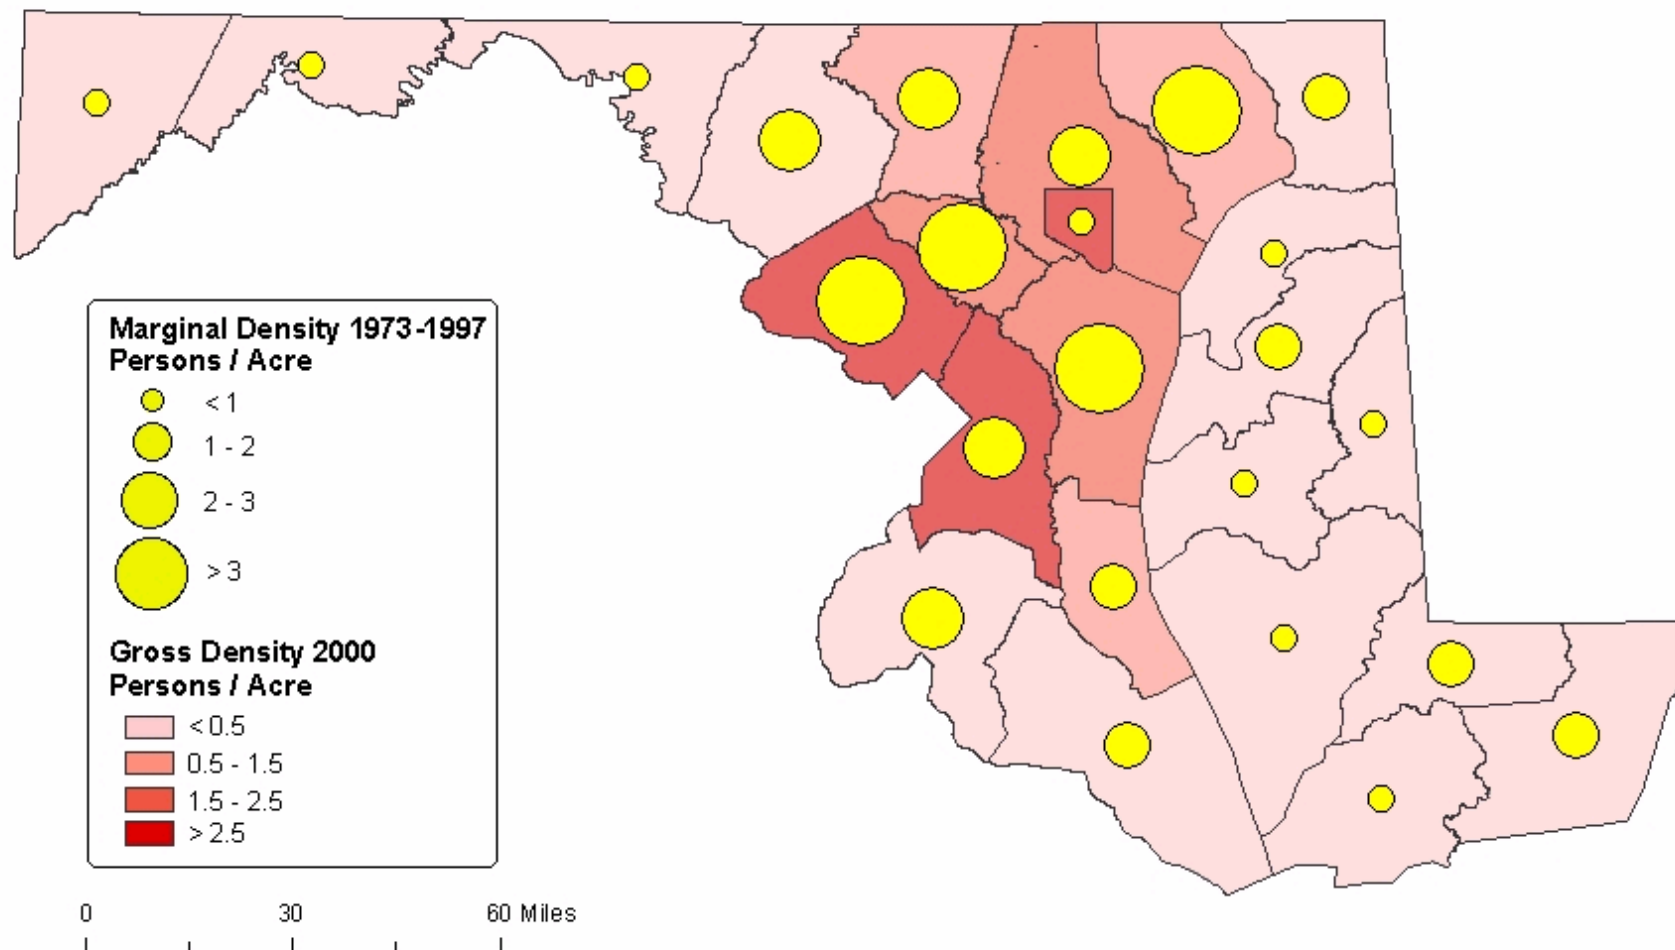 Marginal Density 1973-1997
Persons / Acre
< 1
1 - 2
2 - 3
> 3
Gross Density 2000
Persons / Acre
< 0.5
0.5 - 1.5
1.5 - 2.5
> 2.5
0 30 60 Miles